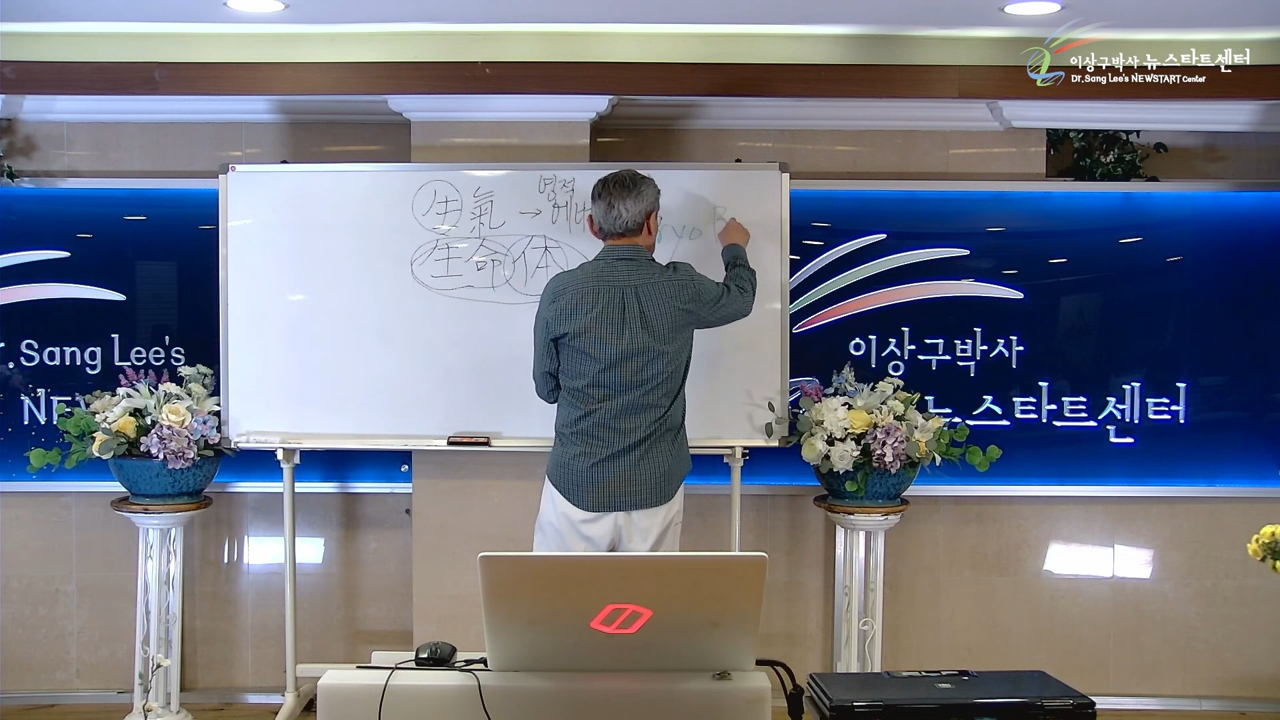 이상구박사 뉴스타트센터
Dr. Sang Lee's NEWSTART Center
영적
生氣 →
生命体
Sang Lee's
이상구박사
뉴스타트센터